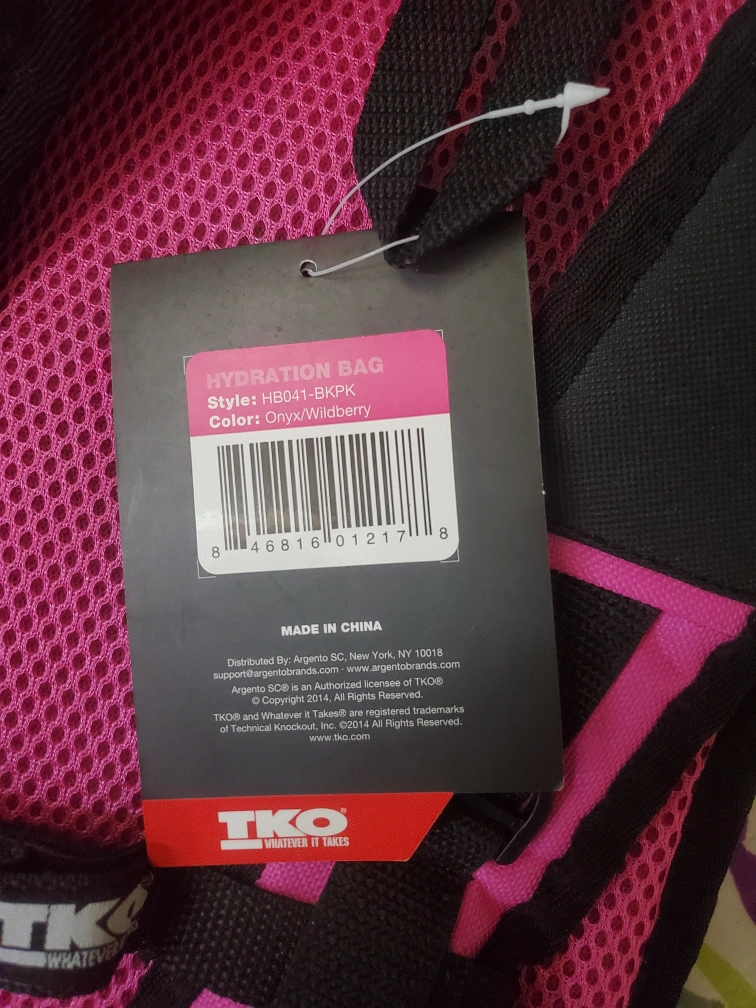 HYDRATION BAG
Style: HB041-BKPK
Color: Onyx/Wildberry
8 46816 01217 8
MADE IN CHINA
Distributed By: Argento SC, New York, NY 10018
support@argentobrands.com · www.argentobrands.com
Argento SC® is an Authorized licensee of TKO®
© Copyright 2014, All Rights Reserved.
TKO® and Whatever it Takes® are registered trademarks
of Technical Knockout, Inc. ©2014 All Rights Reserved.
www.tko.com
TKO®
WHATEVER IT TAKES
TKO®
WHATEVER